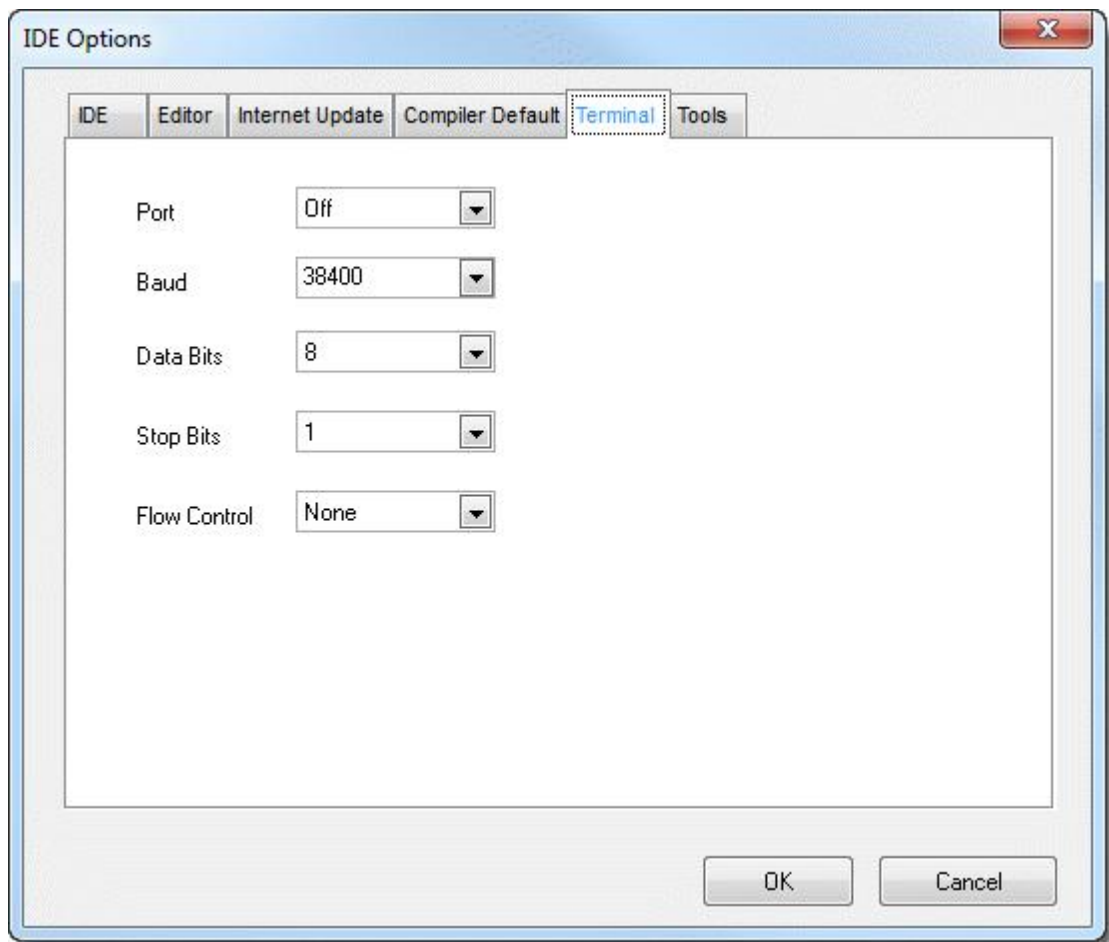 IDE Options
IDE Editor Internet Update Compiler Default Terminal Tools
Port Off
Baud 38400
Data Bits 8
Stop Bits 1
Flow Control None
OK Cancel